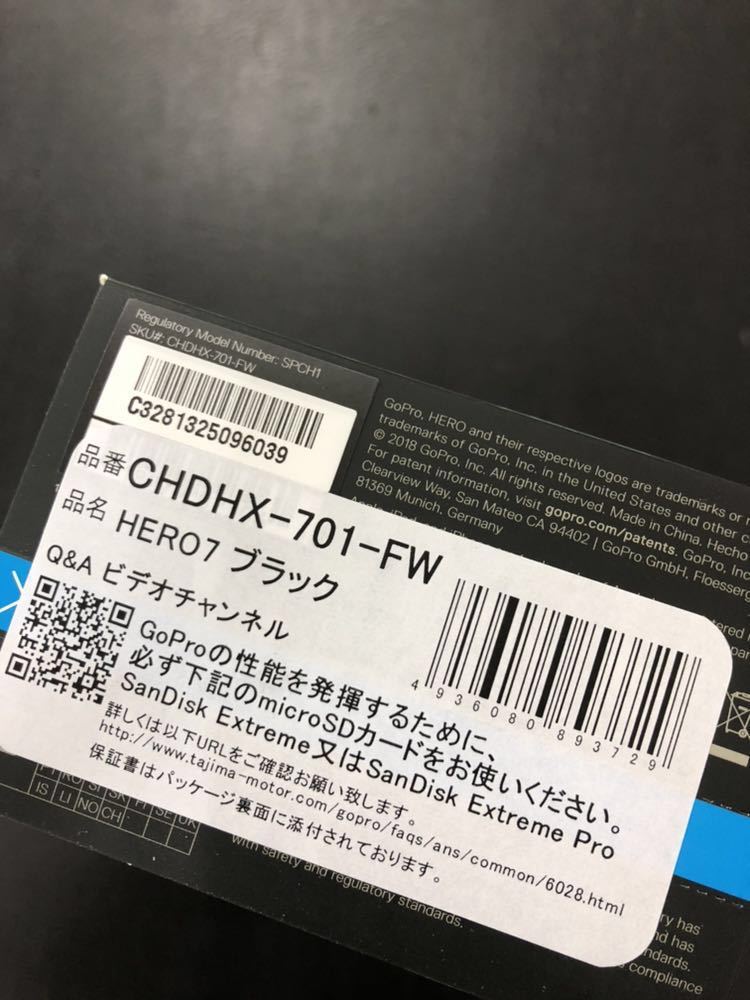 Regulatory Model Number: SPCH1
SKU#: CHDHX-701-FW
C3281325096039
GoPro, HERO and their respective logos are trademarks or
trademarks of GoPro, Inc. in the United States and other c
© 2018 GoPro, Inc. All rights reserved. Made in China. Hecho
For patent information, visit gopro.com/patents. GoPro, Inc
Clearview Way, San Mateo CA 94402 | GoPro GmbH, Floesserg
81369 Munich, Germany
品番 CHDHX-701-FW
品名 HERO7 ブラック
Q&A ビデオチャンネル
4936080893729
GoProの性能を発揮するために、
必ず下記のmicroSDカードをお使いください。
SanDisk Extreme又はSanDisk Extreme Pro
詳しくは以下URLをご確認お願い致します。
http://www.tajima-motor.com/gopro/faqs/ans/common/6028.html
保証書はパッケージ裏面に添付されております。
IS LI NO CH
with safety and regulatory standards.
ry has
nd has
ndards.
compliance